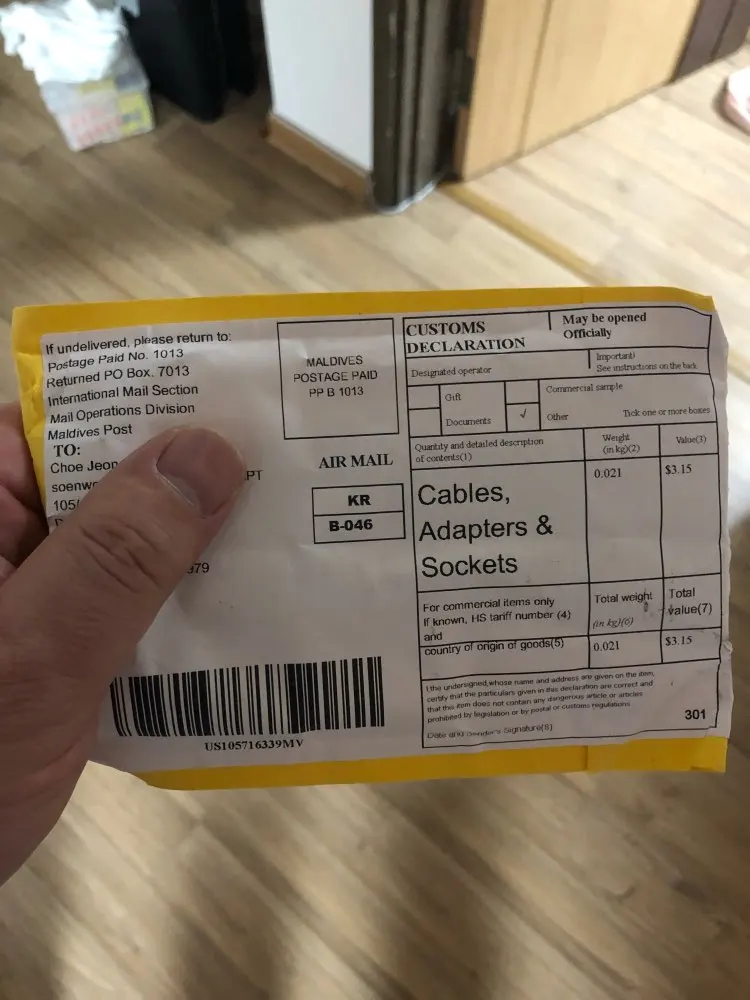 If undelivered, please return to:
Postage Paid No. 1013
Returned PO Box. 7013
International Mail Section
Mail Operations Division
Maldives Post
TO:
Choe Jeon
soenw
105/
979
MALDIVES
POSTAGE PAID
PP B 1013
AIR MAIL
KR
B-046
US105716339MV
CUSTOMS
DECLARATION
May be opened
Officially
Designated operator
Important!
See instructions on the back
Gift
Commercial sample
Documents
✓
Other
Tick one or more boxes
Quantity and detailed description
of contents(1)
Weight
(in kg)(2)
Value(3)
Cables,
Adapters &
Sockets
0.021
$3.15
For commercial items only
If known, HS tariff number (4)
and
country of origin of goods(5)
Total weight
(in kg)(6)
Total
value(7)
0.021
$3.15
I,the undersigned,whose name and address are given on the item,
certify that the particulars given in this declaration are correct and
that this item does not contain any dangerous article or articles
prohibited by legislation or by postal or customs regulations
301
Date and Sender's Signature(8)